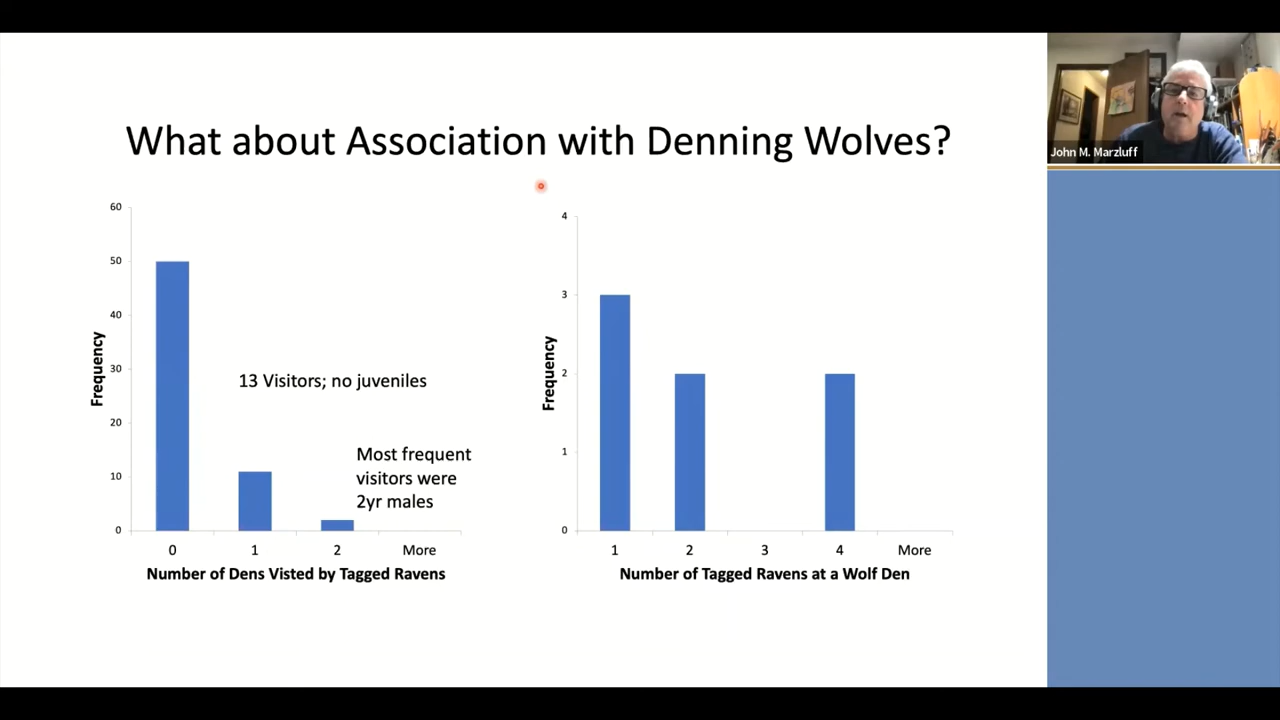 What about Association with Denning Wolves?
John M. Marzluff
60
50
40
30
20
10
0
Frequency
13 Visitors; no juveniles
Most frequent
visitors were
2yr males
0 1 2 More
Number of Dens Visted by Tagged Ravens
4
3
2
1
0
Frequency
1 2 3 4 More
Number of Tagged Ravens at a Wolf Den